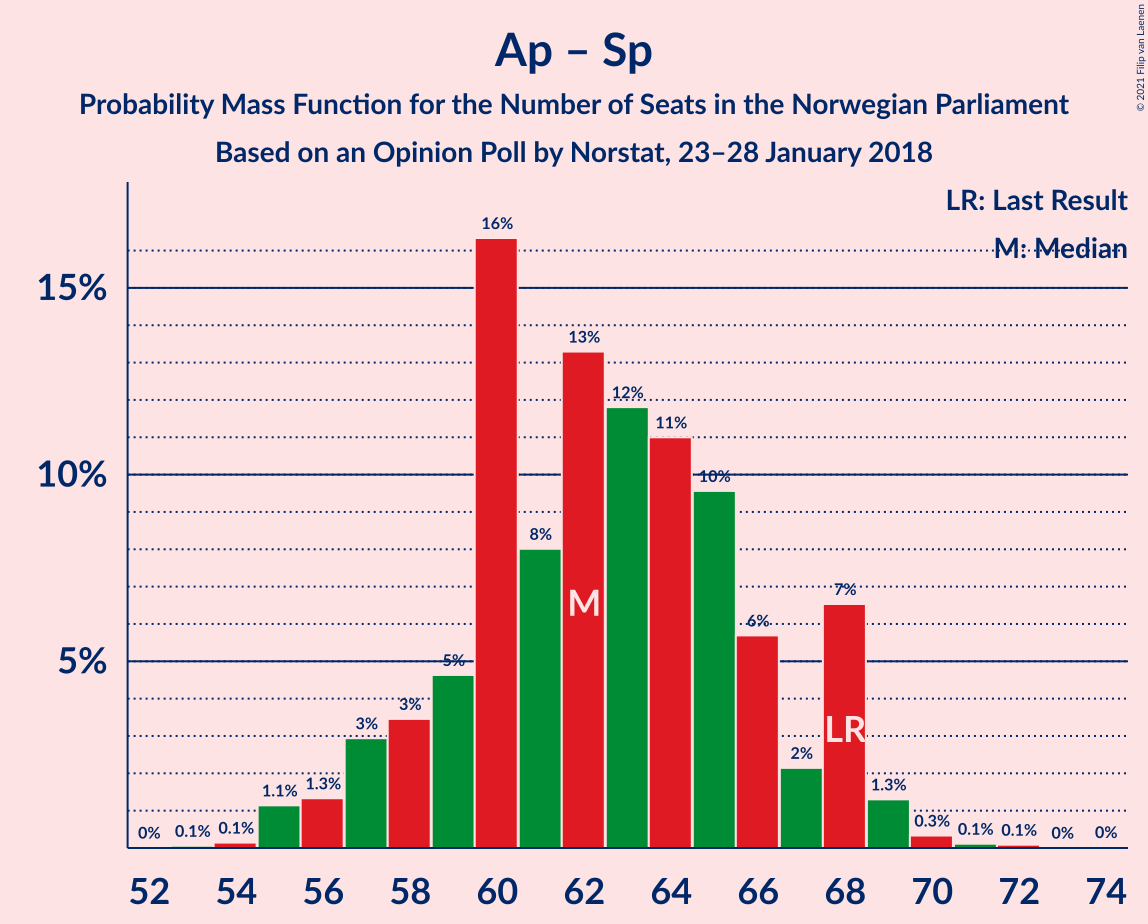 © 2021 Filip van Laenen
Ap – Sp
Probability Mass Function for the Number of Seats in the Norwegian Parliament
Based on an Opinion Poll by Norstat, 23–28 January 2018
LR: Last Result
M: Median
15%
10%
5%
0% 0.1% 0.1% 1.1% 1.3% 3% 3% 5% 16% 8% 13% 12% 11% 10% 6% 2% 7% 1.3% 0.3% 0.1% 0.1% 0% 0%
M
LR
52 54 56 58 60 62 64 66 68 70 72 74